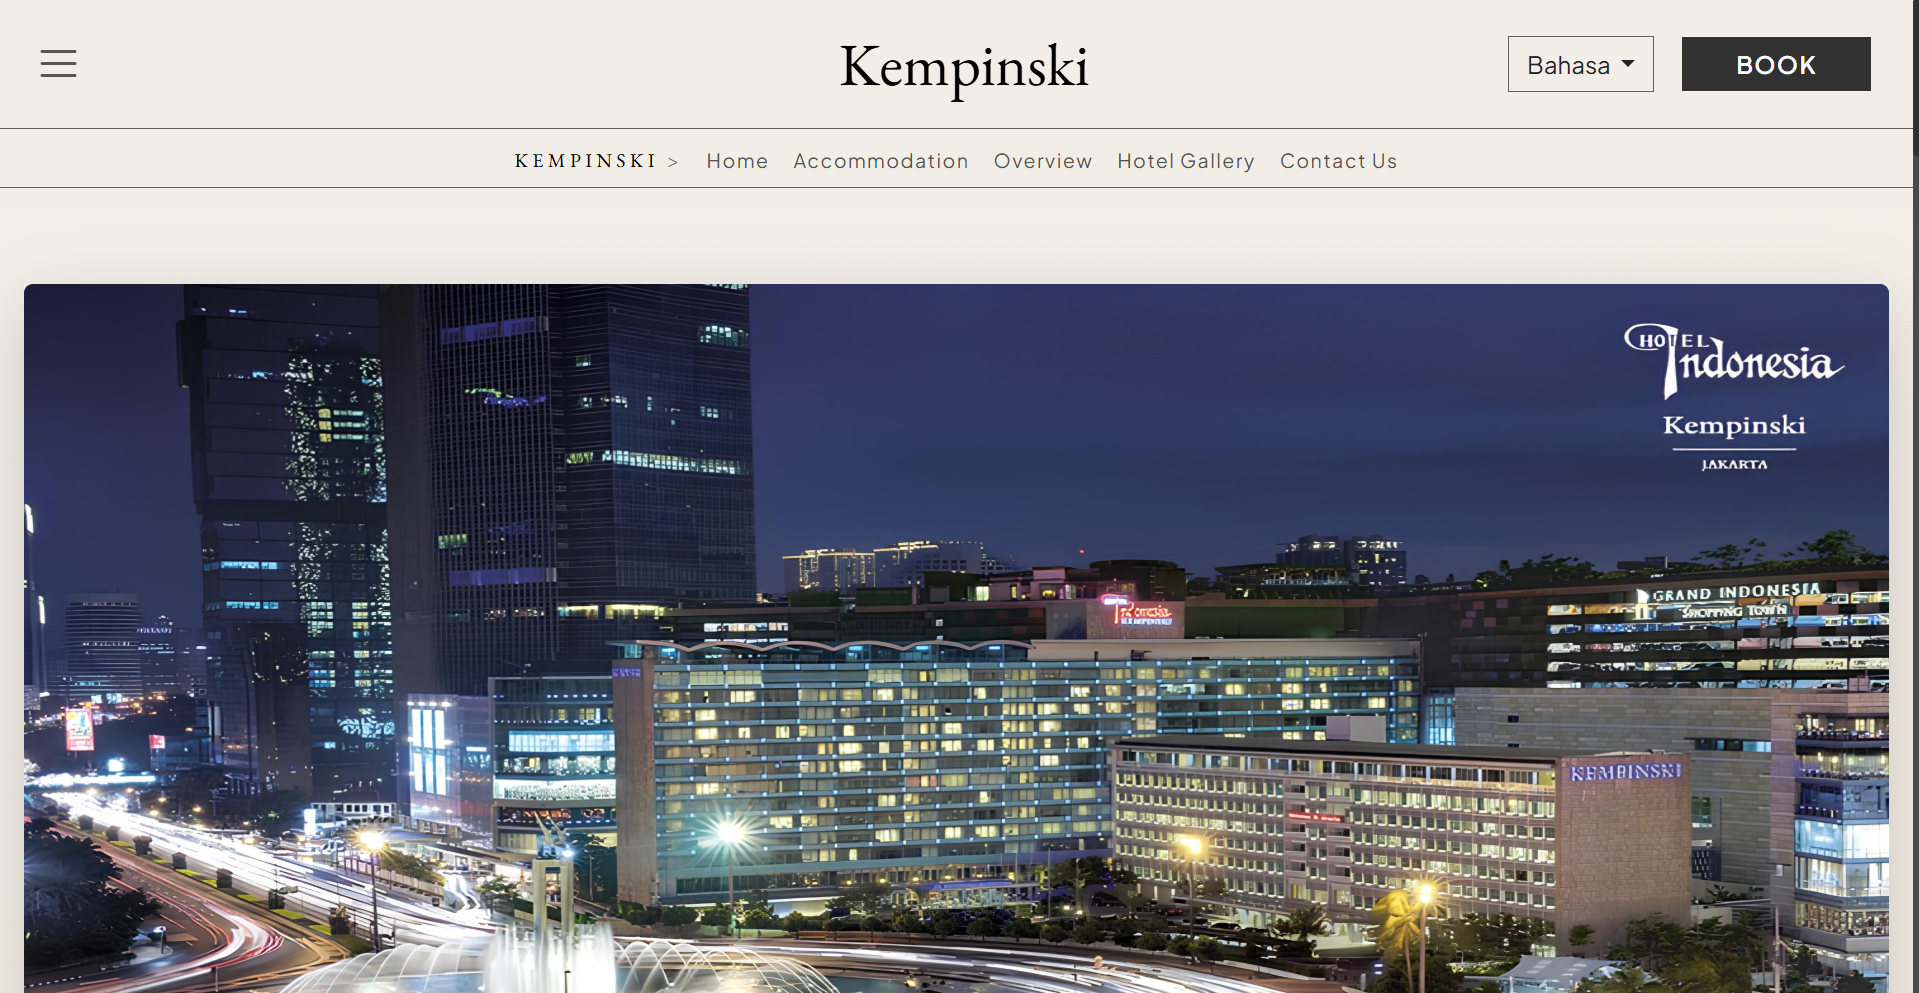 Kempinski
Bahasa
BOOK
KEMPINSKI > Home Accommodation Overview Hotel Gallery Contact Us
HOTEL
Indonesia
Kempinski
JAKARTA
GRAND INDONESIA
SHOPPING TOWN
KEMPINSKI